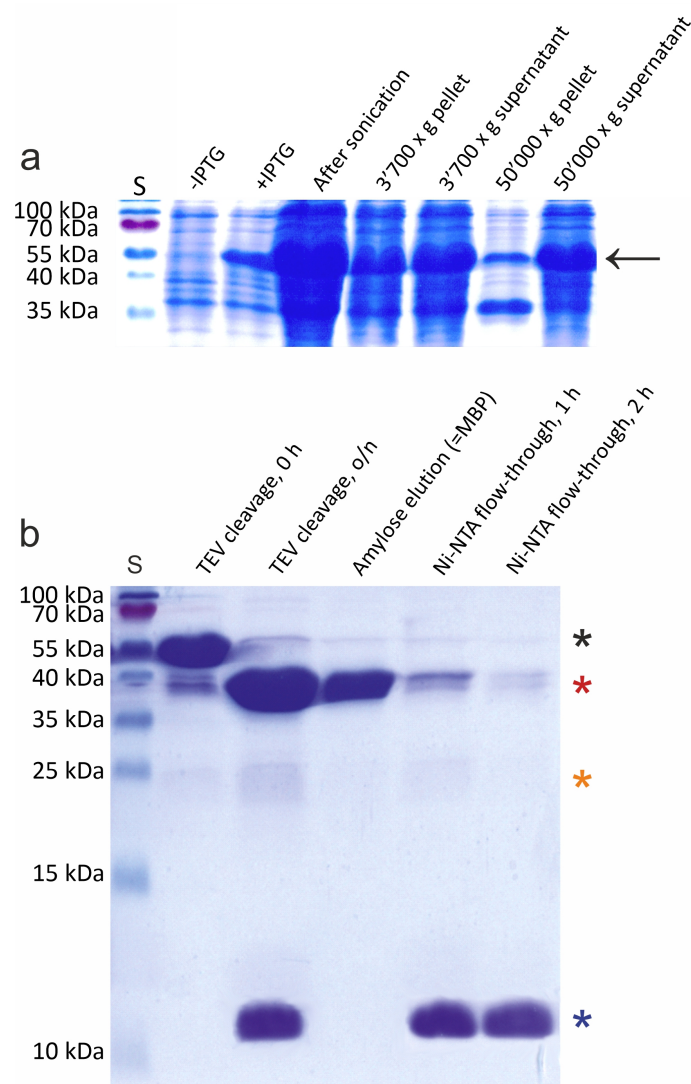 a
S
-IPTG
+IPTG
After sonication
3'700 x g pellet
3'700 x g supernatant
50'000 x g pellet
50'000 x g supernatant
100 kDa
70 kDa
55 kDa
40 kDa
35 kDa
b
S
TEV cleavage, 0 h
TEV cleavage, o/n
Amylose elution (=MBP)
Ni-NTA flow-through, 1 h
Ni-NTA flow-through, 2 h
100 kDa
70 kDa
55 kDa
*
40 kDa
*
35 kDa
25 kDa
*
15 kDa
*
10 kDa